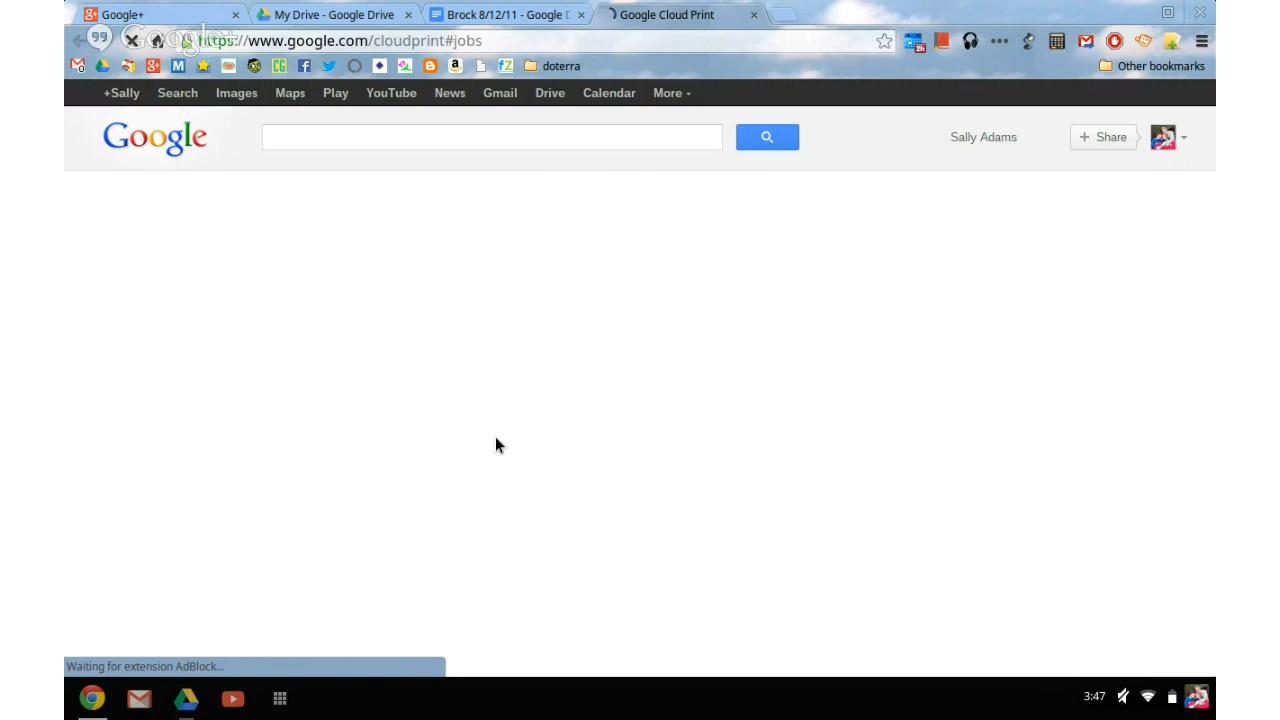 Google+ My Drive - Google Drive Brock 8/12/11 - Google D Google Cloud Print
Google+
https://www.google.com/cloudprint#jobs
doterra Other bookmarks
+Sally Search Images Maps Play YouTube News Gmail Drive Calendar More
Google Sally Adams + Share
Waiting for extension AdBlock...
3:47